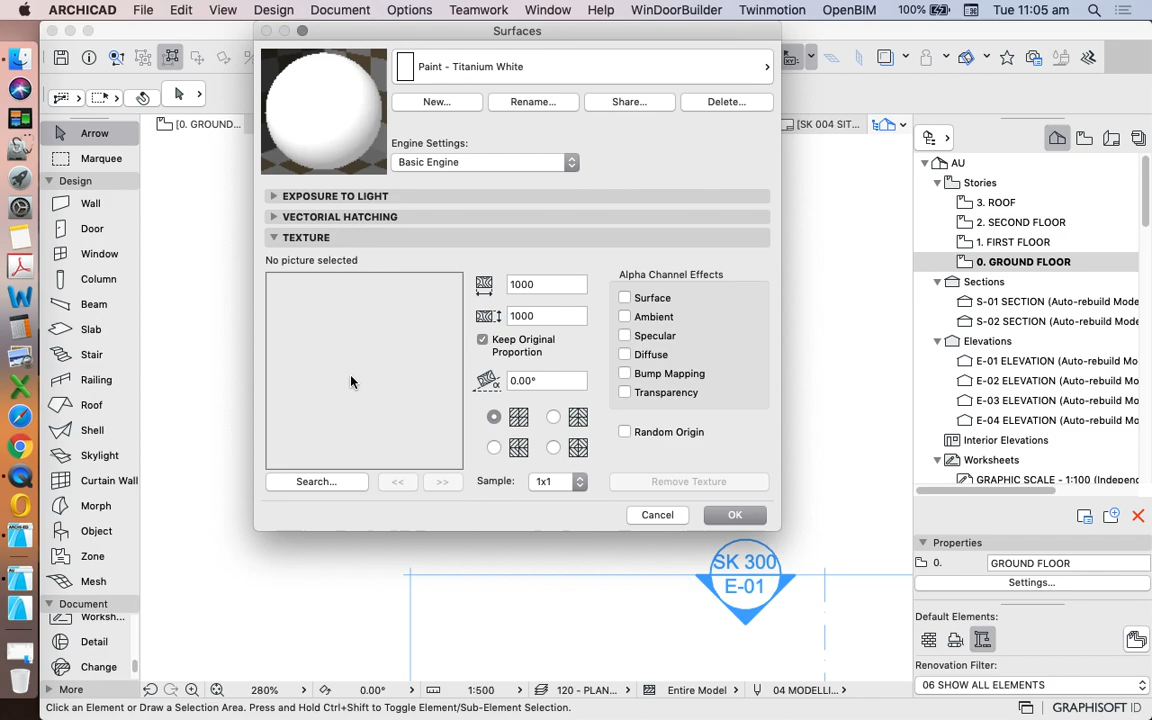 ARCHICAD File Edit View Design Document Options Teamwork Window Help WinDoorBuilder Twinmotion OpenBIM 100% Tue 11:05 am
Surfaces
Paint - Titanium White
New... Rename... Share... Delete...
Engine Settings:
Basic Engine
EXPOSURE TO LIGHT
VECTORIAL HATCHING
TEXTURE
No picture selected
1000
1000
Keep Original
Proportion
0.00°
Alpha Channel Effects
Surface
Ambient
Specular
Diffuse
Bump Mapping
Transparency
Random Origin
Search... << >> Sample: 1x1 Remove Texture
Cancel OK
[0. GROUND...
[SK 004 SIT...
Arrow
Marquee
Design
Wall
Door
Window
Column
Beam
Slab
Stair
Railing
Roof
Shell
Skylight
Curtain Wall
Morph
Object
Zone
Mesh
Document
Worksh...
Detail
Change
More
SK 300
E-01
AU
Stories
3. ROOF
2. SECOND FLOOR
1. FIRST FLOOR
0. GROUND FLOOR
Sections
S-01 SECTION (Auto-rebuild Mode
S-02 SECTION (Auto-rebuild Mode
Elevations
E-01 ELEVATION (Auto-rebuild Mo
E-02 ELEVATION (Auto-rebuild Mo
E-03 ELEVATION (Auto-rebuild Mo
E-04 ELEVATION (Auto-rebuild Mo
Interior Elevations
Worksheets
GRAPHIC SCALE - 1:100 (Indepen
Properties
0. GROUND FLOOR
Settings...
Default Elements:
Renovation Filter:
06 SHOW ALL ELEMENTS
280% 0.00° 1:500 120 - PLAN... Entire Model 04 MODELLI...
Click an Element or Draw a Selection Area. Press and Hold Ctrl+Shift to Toggle Element/Sub-Element Selection.
GRAPHISOFT ID